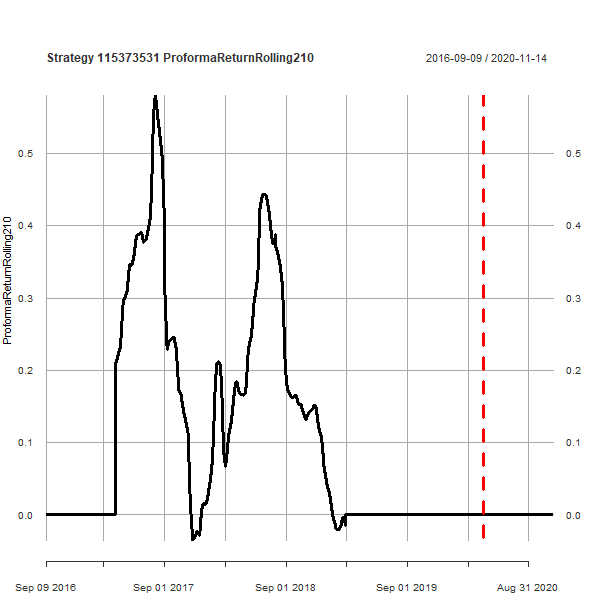 Strategy 115373531 ProformaReturnRolling210
2016-09-09 / 2020-11-14
ProformaReturnRolling210
0.5 0.5
0.4 0.4
0.3 0.3
0.2 0.2
0.1 0.1
0.0 0.0
Sep 09 2016 Sep 01 2017 Sep 01 2018 Sep 01 2019 Aug 31 2020